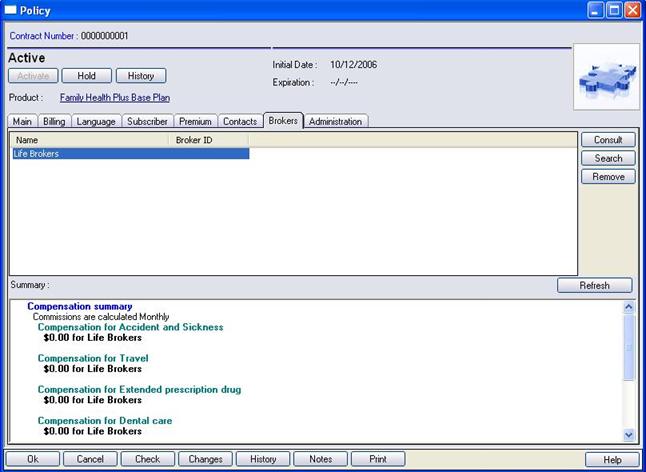 Policy
Contract Number : 0000000001
Active
Activate Hold History
Initial Date : 10/12/2006
Expiration : --/--/----
Product : Family Health Plus Base Plan
Main Billing Language Subscriber Premium Contacts Brokers Administration
Name Broker ID
Life Brokers
Consult
Search
Remove
Summary :
Refresh
Compensation summary
Commissions are calculated Monthly
Compensation for Accident and Sickness
$0.00 for Life Brokers
Compensation for Travel
$0.00 for Life Brokers
Compensation for Extended prescription drug
$0.00 for Life Brokers
Compensation for Dental care
$0.00 for Life Brokers
Ok Cancel Check Changes History Notes Print Help